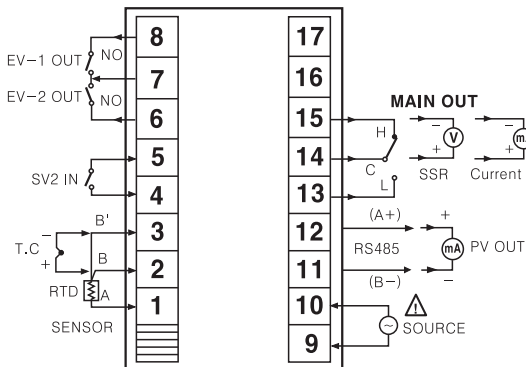 8
7
6
5
4
3
2
1
17
16
15
14
13
12
11
10
9
EV-1 OUT
NO
EV-2 OUT
NO
SV2 IN
B'
−
T.C
+
B
RTD
A
SENSOR
MAIN OUT
H
C
L
−
V
+
SSR
−
+
Current
(A+)
RS485
(B−)
+
mA
PV OUT
−
SOURCE